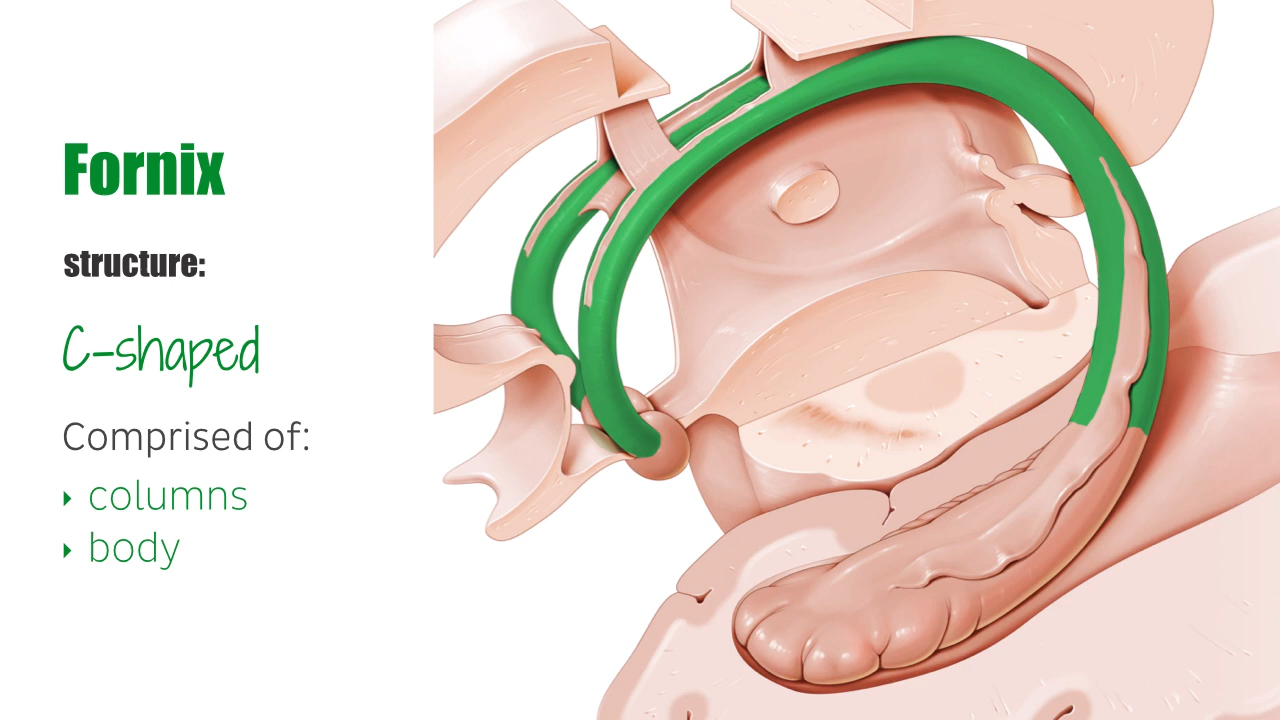 Fornix
structure:
C-shaped
Comprised of:
columns
body